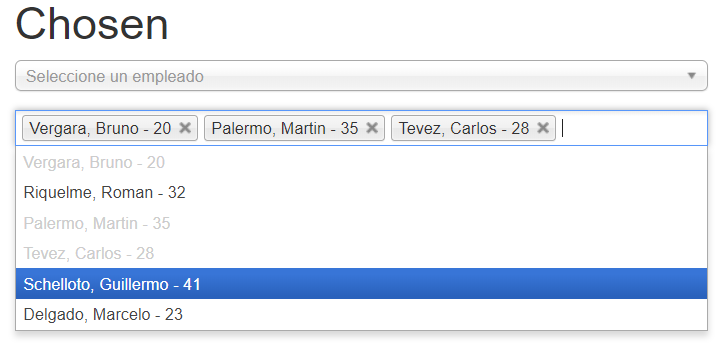 Chosen
Seleccione un empleado
Vergara, Bruno - 20 Palermo, Martin - 35 Tevez, Carlos - 28
Vergara, Bruno - 20
Riquelme, Roman - 32
Palermo, Martin - 35
Tevez, Carlos - 28
Schelloto, Guillermo - 41
Delgado, Marcelo - 23